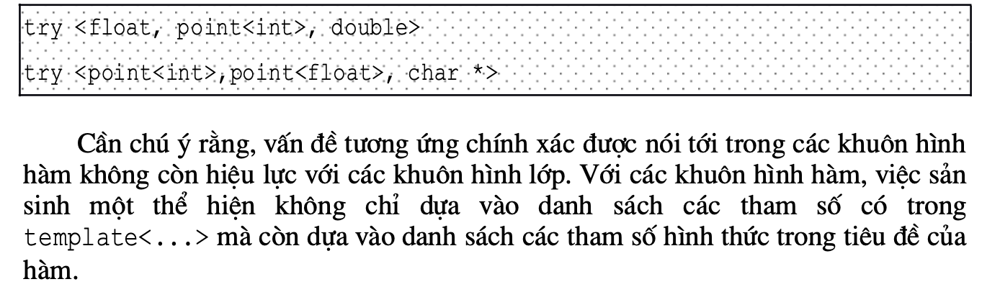 try <float, point<int>, double>
try <point<int>,point<float>, char *>
Cần chú ý rằng, vấn đề tương ứng chính xác được nói tới trong các khuôn hình
hàm không còn hiệu lực với các khuôn hình lớp. Với các khuôn hình hàm, việc sản
sinh một thể hiện không chỉ dựa vào danh sách các tham số có trong
template<...> mà còn dựa vào danh sách các tham số hình thức trong tiêu đề của
hàm.